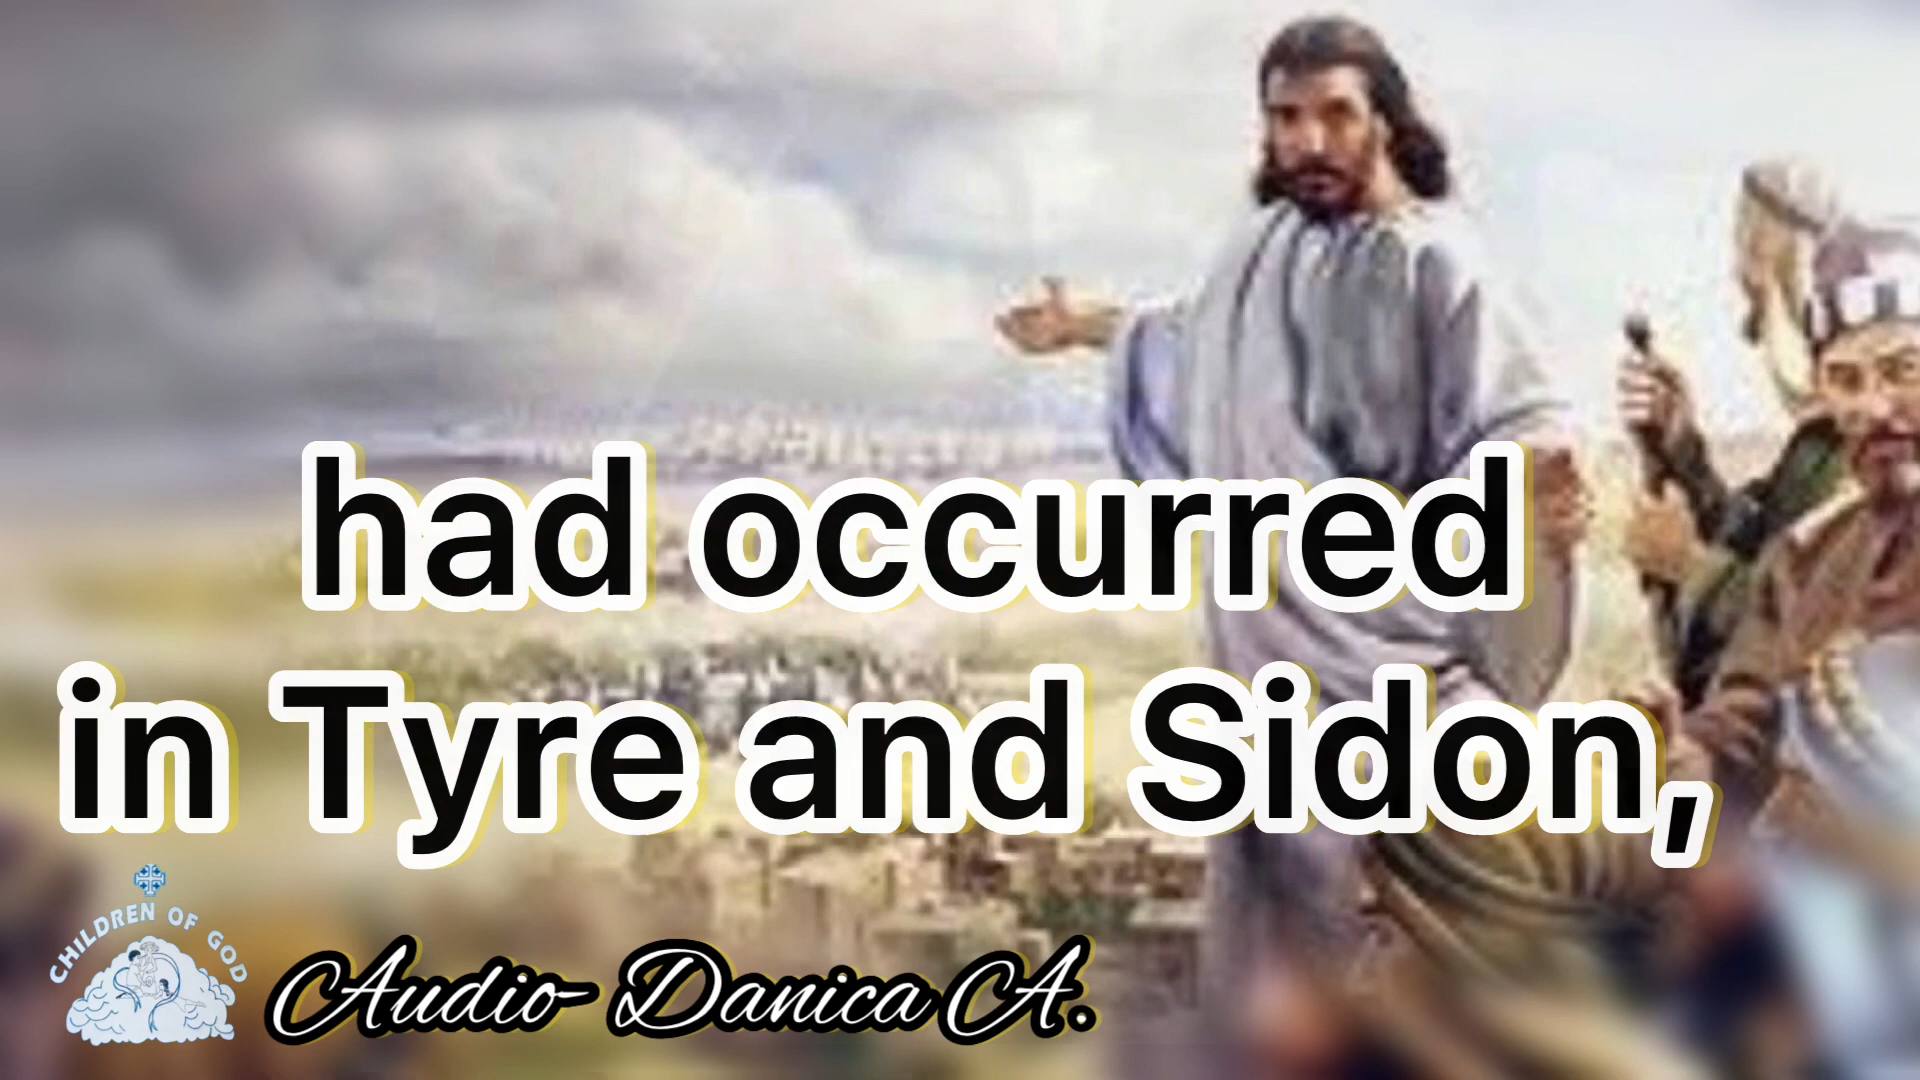 had occurred
in Tyre and Sidon,
CHILDREN OF GOD
Audio- Danica A.